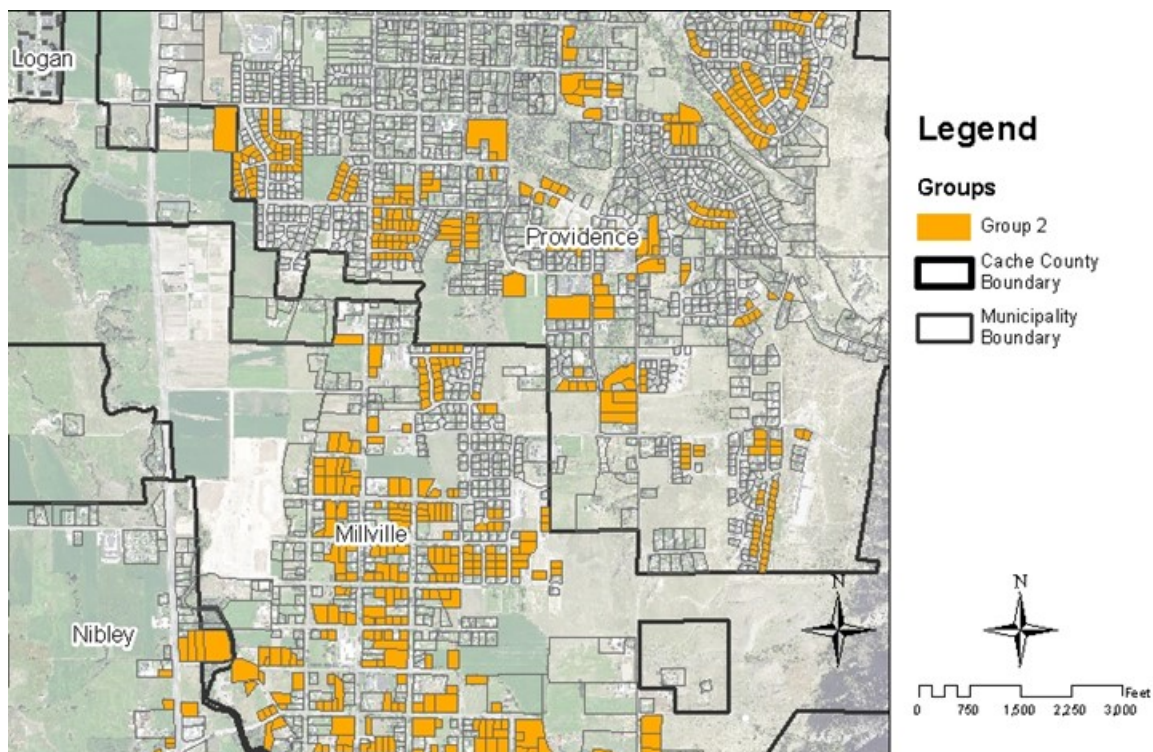 Logan
Providence
Millville
Nibley
N
Legend
Groups
Group 2
Cache County
Boundary
Municipality
Boundary
N
Feet
0 750 1,500 2,250 3,000